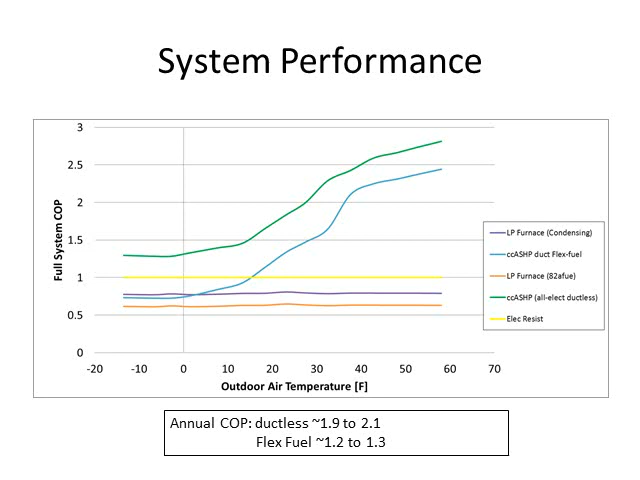 System Performance
3
2.5
2
1.5
1
0.5
0
Full System COP
-20 -10 0 10 20 30 40 50 60 70
Outdoor Air Temperature [F]
LP Furnace (Condensing)
ccASHP duct Flex-fuel
LP Furnace (82afue)
ccASHP (all-elect ductless)
Elec Resist
Annual COP: ductless ~1.9 to 2.1
Flex Fuel ~1.2 to 1.3